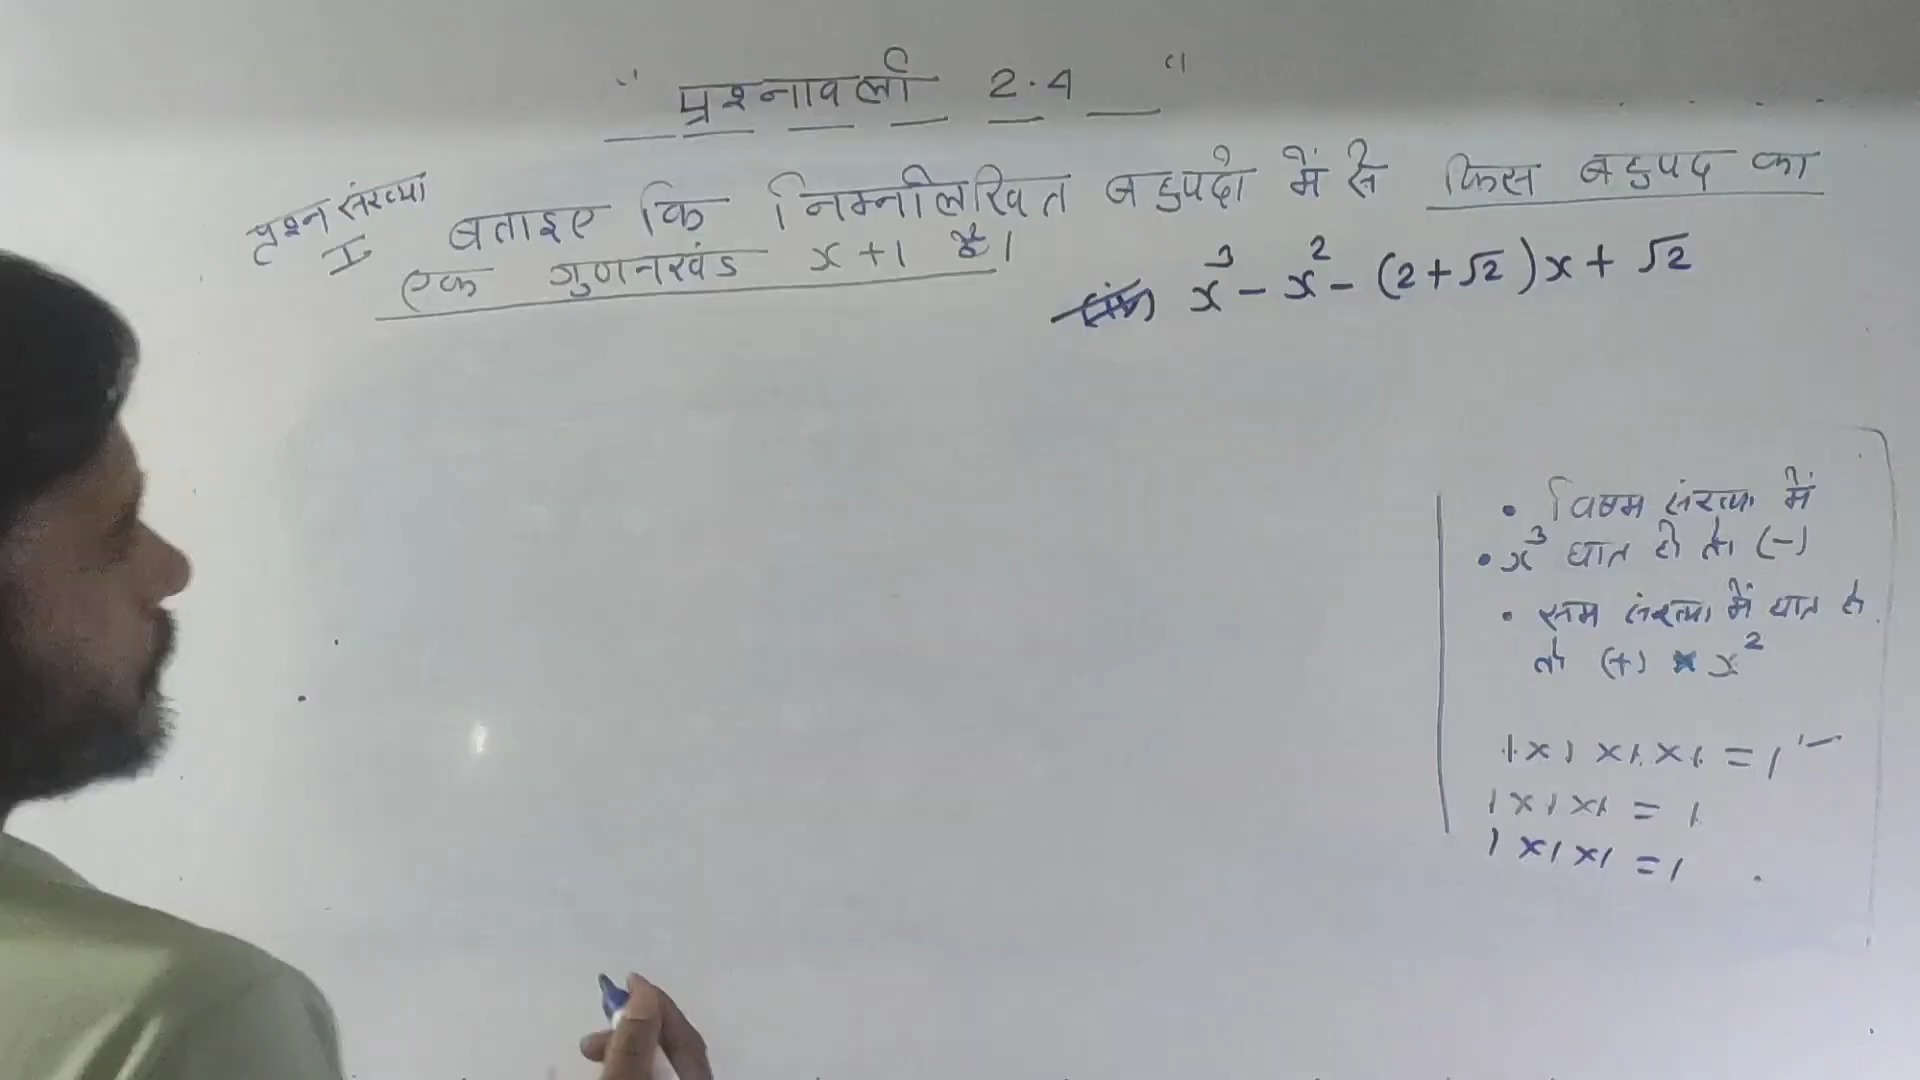 " प्रश्नावली 2.4 "
प्रश्न संख्या
I
बताइए कि निम्नलिखित बहुपदो में से किस बहुपद का
एक गुणनखंड x + 1 है।
x³ - x² - (2+√2)x + √2
• विषम संख्या में
• x³ घात हो तो (-)
• सम संख्या में घात हो
तो (+) x²
1 x 1 x 1 x 1 = 1
1 x 1 x 1 = 1
1 x 1 x 1 = 1